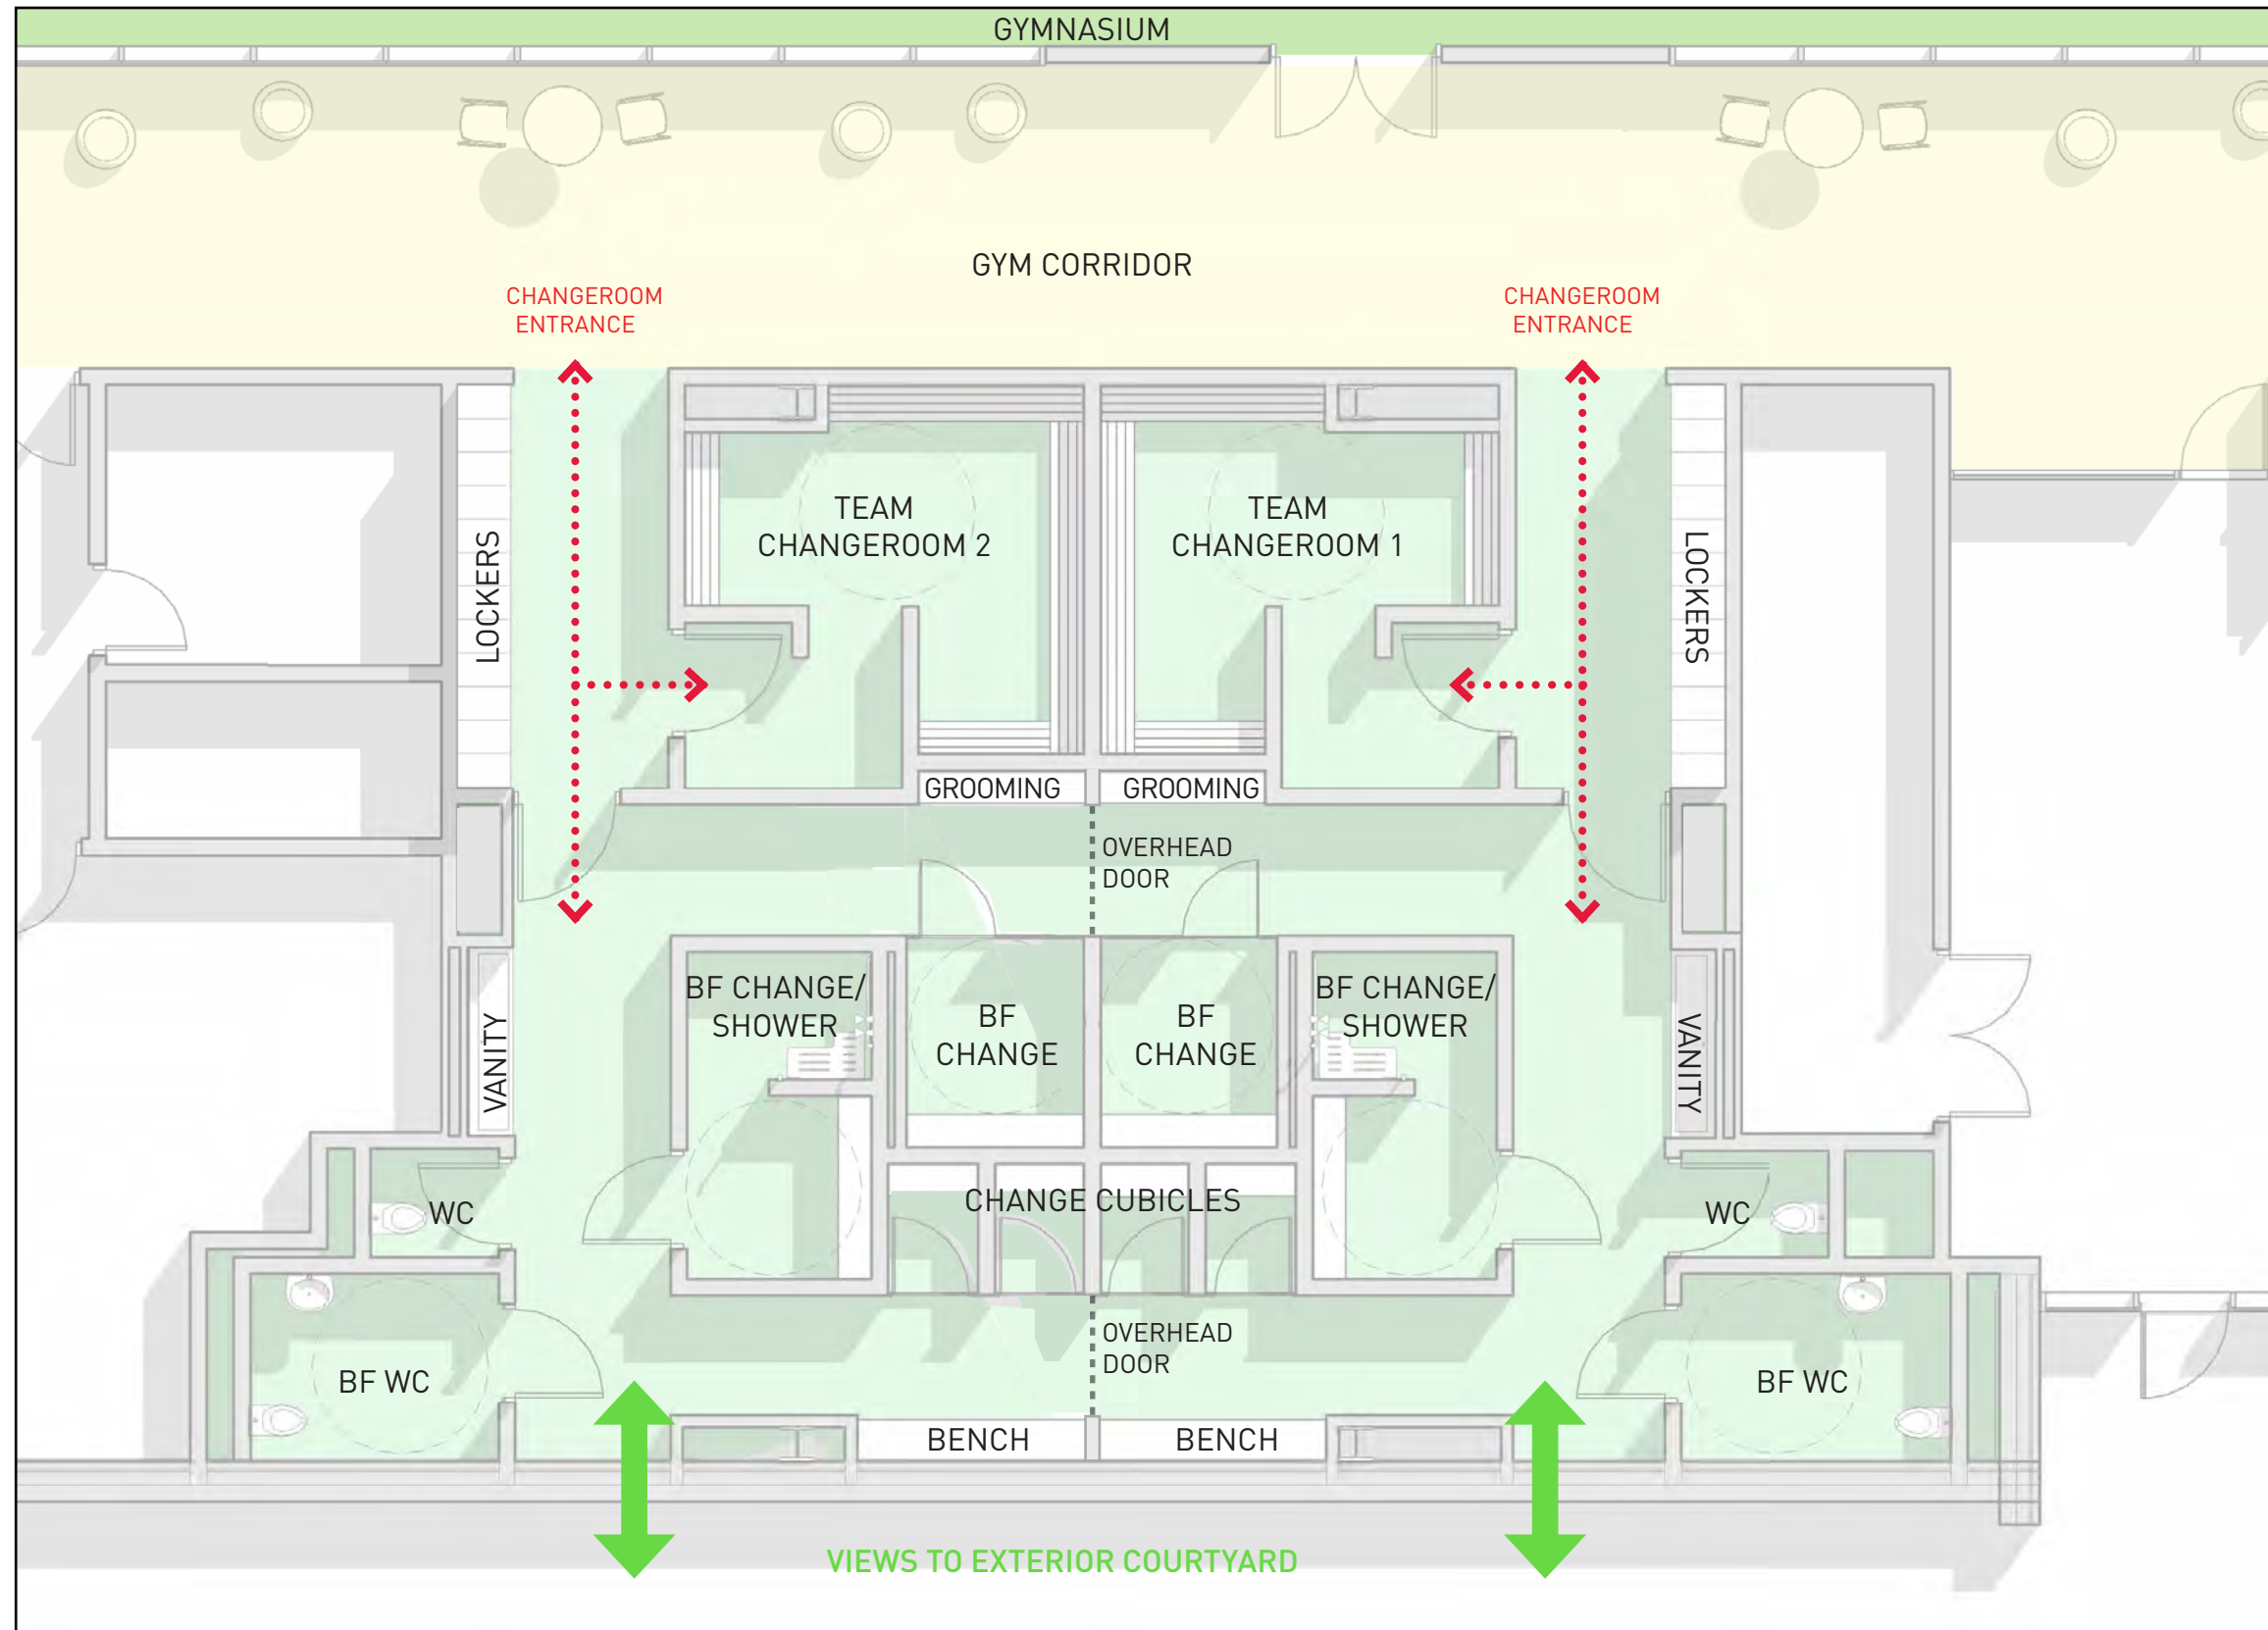 GYMNASIUM
GYM CORRIDOR
CHANGEROOM
ENTRANCE
CHANGEROOM
ENTRANCE
TEAM
CHANGEROOM 2
TEAM
CHANGEROOM 1
LOCKERS
LOCKERS
GROOMING
GROOMING
OVERHEAD
DOOR
BF CHANGE/
SHOWER
BF
CHANGE
BF
CHANGE
BF CHANGE/
SHOWER
VANITY
VANITY
WC
CHANGE CUBICLES
WC
OVERHEAD
DOOR
BF WC
BF WC
BENCH
BENCH
VIEWS TO EXTERIOR COURTYARD